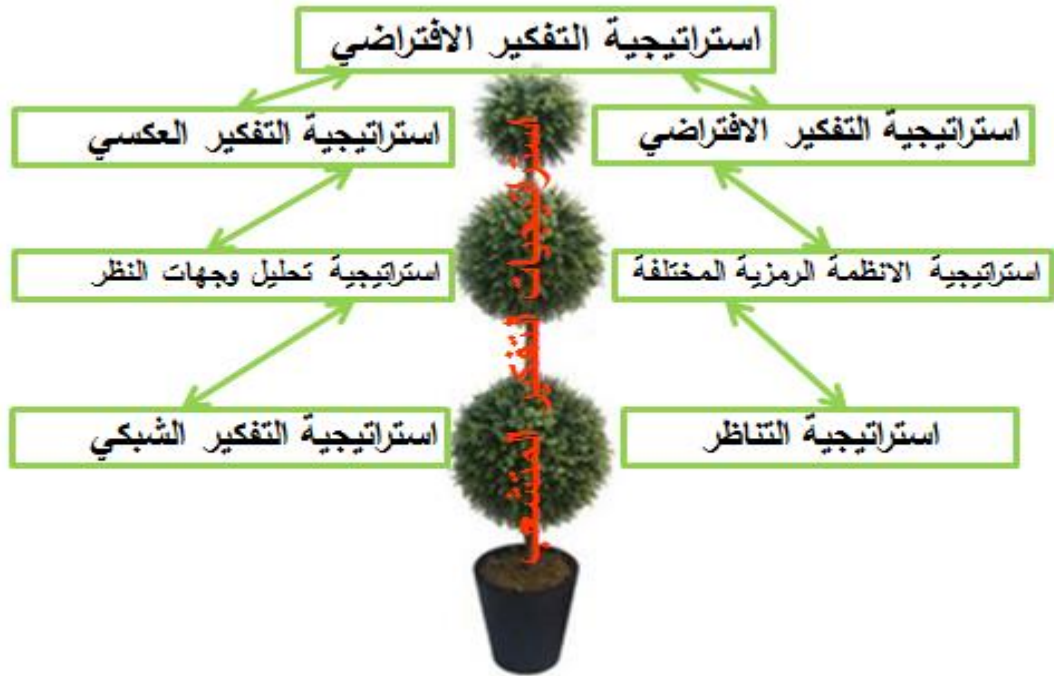 استراتيجية التفكير الافتراضي
استراتيجية التفكير الافتراضي
استراتيجية التفكير العكسي
استراتيجية الانظمة الرمزية المختلفة
استراتيجية تحليل وجهات النظر
استراتيجية التناظر
استراتيجية التفكير الشبكي
استراتيجيات التفكير المتشعب